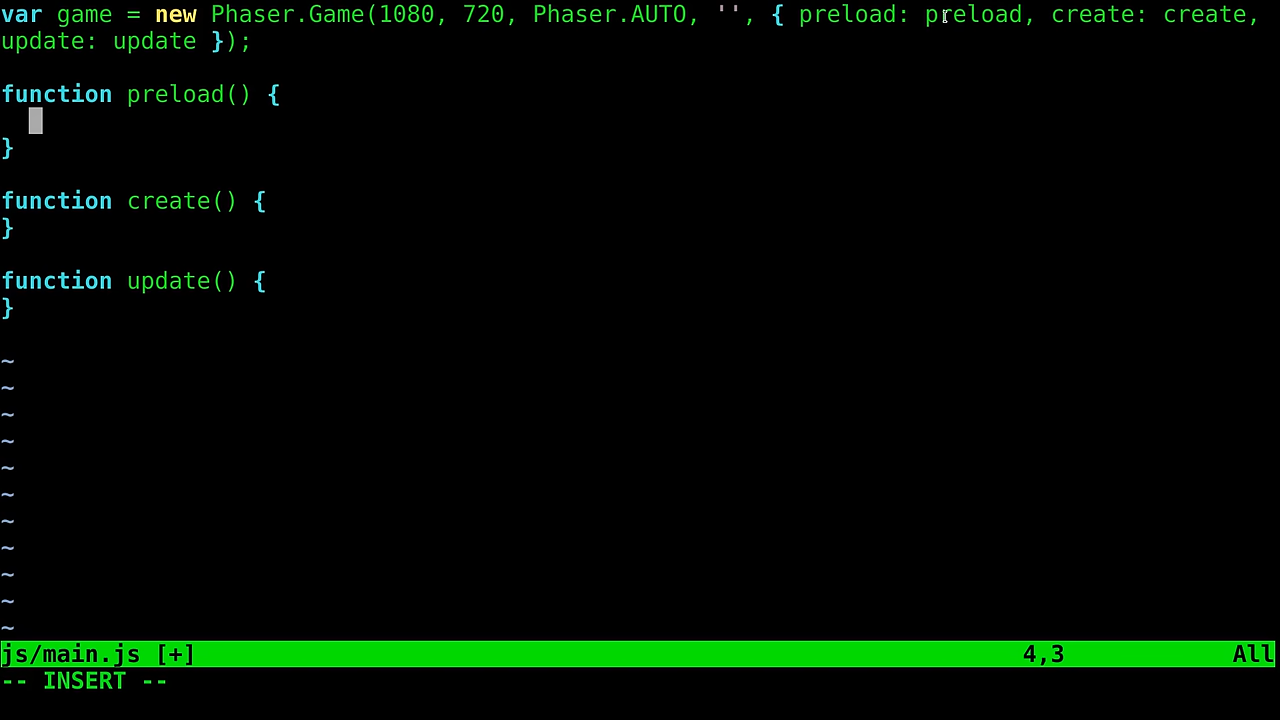 var game = new Phaser.Game(1080, 720, Phaser.AUTO, '', { preload: preload, create: create,
update: update });
function preload() {
}
function create() {
}
function update() {
}
~
~
~
~
~
~
~
~
~
~
~
js/main.js [+] 4,3 All
-- INSERT --